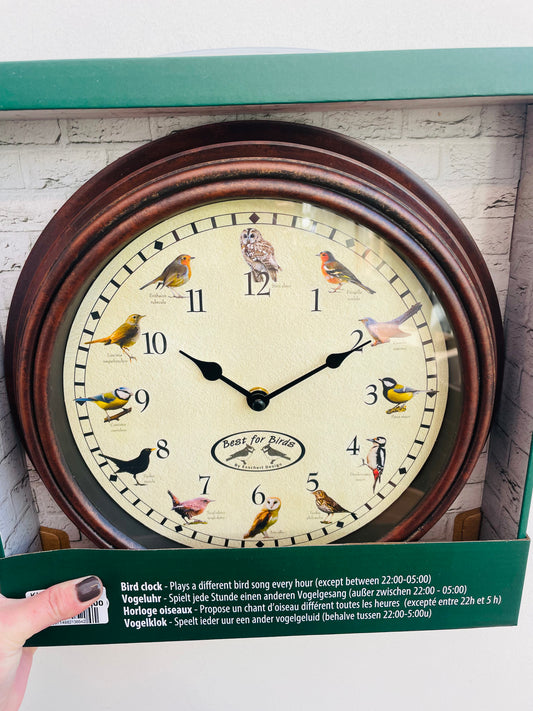 12
11
1
10
2
9
3
8
4
7
5
6
Best for Birds
By Esschert Design
Bird clock - Plays a different bird song every hour (except between 22:00-05:00)
Vogeluhr - Spielt jede Stunde einen anderen Vogelgesang (außer zwischen 22:00 - 05:00)
Horloge oiseaux - Propose un chant d'oiseau différent toutes les heures (excepté entre 22h et 5 h)
Vogelklok - Speelt ieder uur een ander vogelgeluid (behalve tussen 22:00-5:00u)